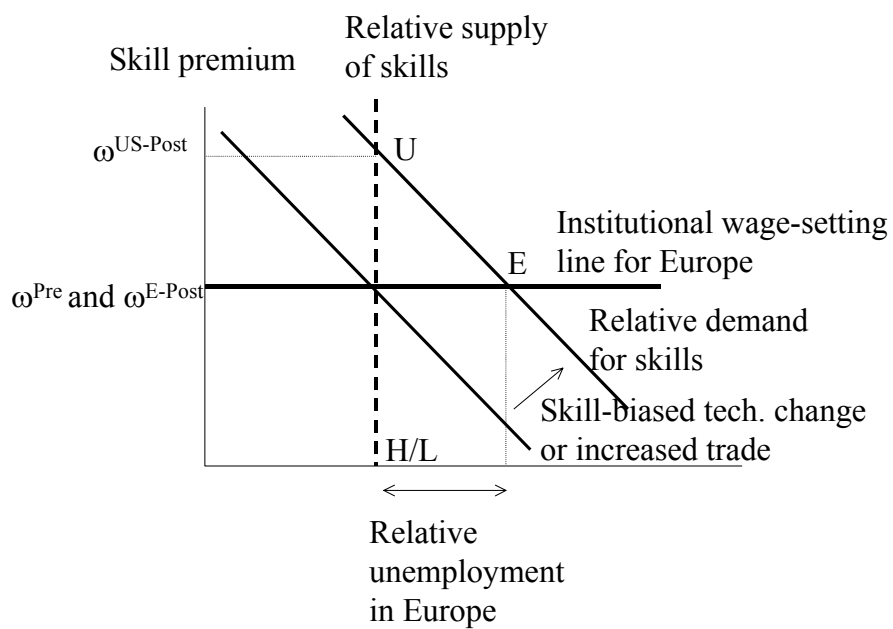 Relative supply
of skills
Skill premium
ω^US-Post
U
Institutional wage-setting
line for Europe
E
ω^Pre and ω^E-Post
Relative demand
for skills
Skill-biased tech. change
or increased trade
H/L
Relative
unemployment
in Europe